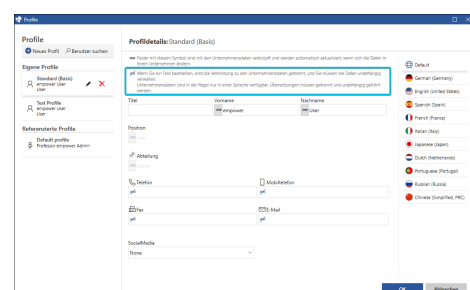 Profile
Profile
Neues Profil
Benutzer suchen
Eigene Profile
Standard (Basis)
empower User
User
Test Profile
empower User
User
Referenzierte Profile
Default profile
Professor empower Admin
Profildetails: Standard (Basis)
Felder mit diesem Symbol sind mit den Unternehmensdaten verknüpft und werden automatisch aktualisiert, wenn sich die Daten in
Ihrem Unternehmen ändern.
Wenn Sie ein Feld bearbeiten, wird die Verbindung zu den Unternehmensdaten getrennt, und Sie müssen die Daten unabhängig
verwalten.
Unternehmensdaten sind in der Regel nur in einer Sprache verfügbar. Übersetzungen müssen getrennt und unabhängig geführt
werden.
Titel
Vorname
Nachname
empower
User
Position
Abteilung
Telefon
Mobiltelefon
Fax
E-Mail
SocialMedia
None
Default
German (Germany)
English (United States)
Spanish (Spain)
French (France)
Italian (Italy)
Japanese (Japan)
Dutch (Netherlands)
Portuguese (Portugal)
Russian (Russia)
Chinese (Simplified, PRC)
OK
Abbrechen